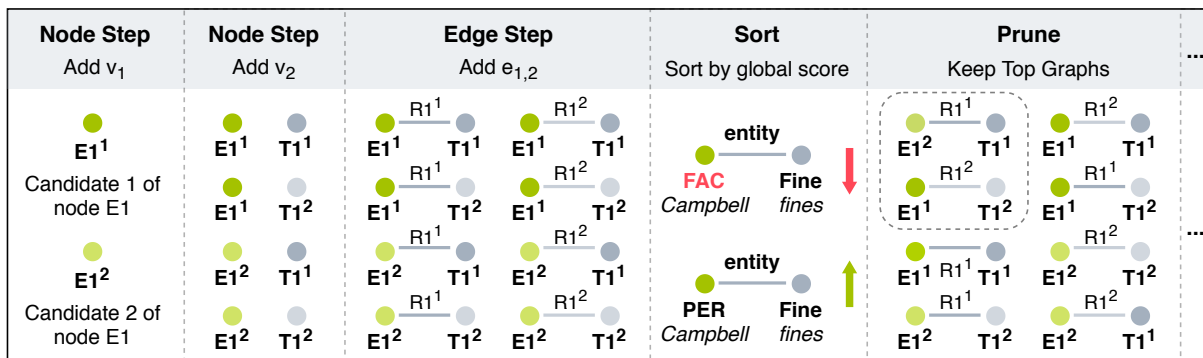 Node Step
Add v1
Node Step
Add v2
Edge Step
Add e1,2
Sort
Sort by global score
Prune
Keep Top Graphs
...
E1¹
Candidate 1 of
node E1
E1²
Candidate 2 of
node E1
E1¹ T1¹
E1¹ T1²
E1² T1¹
E1² T1²
R1¹ R1²
E1¹ T1¹ E1¹ T1¹
R1¹ R1²
E1¹ T1² E1¹ T1²
R1¹ R1²
E1² T1¹ E1² T1¹
R1¹ R1²
E1² T1² E1² T1²
entity
FAC Fine
Campbell fines
entity
PER Fine
Campbell fines
R1¹ R1²
E1² T1¹ E1¹ T1¹
R1² R1¹
E1¹ T1² E1¹ T1²
R1²
E1¹ R1¹ T1¹ E1² T1²
R1¹ R1²
E1² T1² E1² T1¹
...